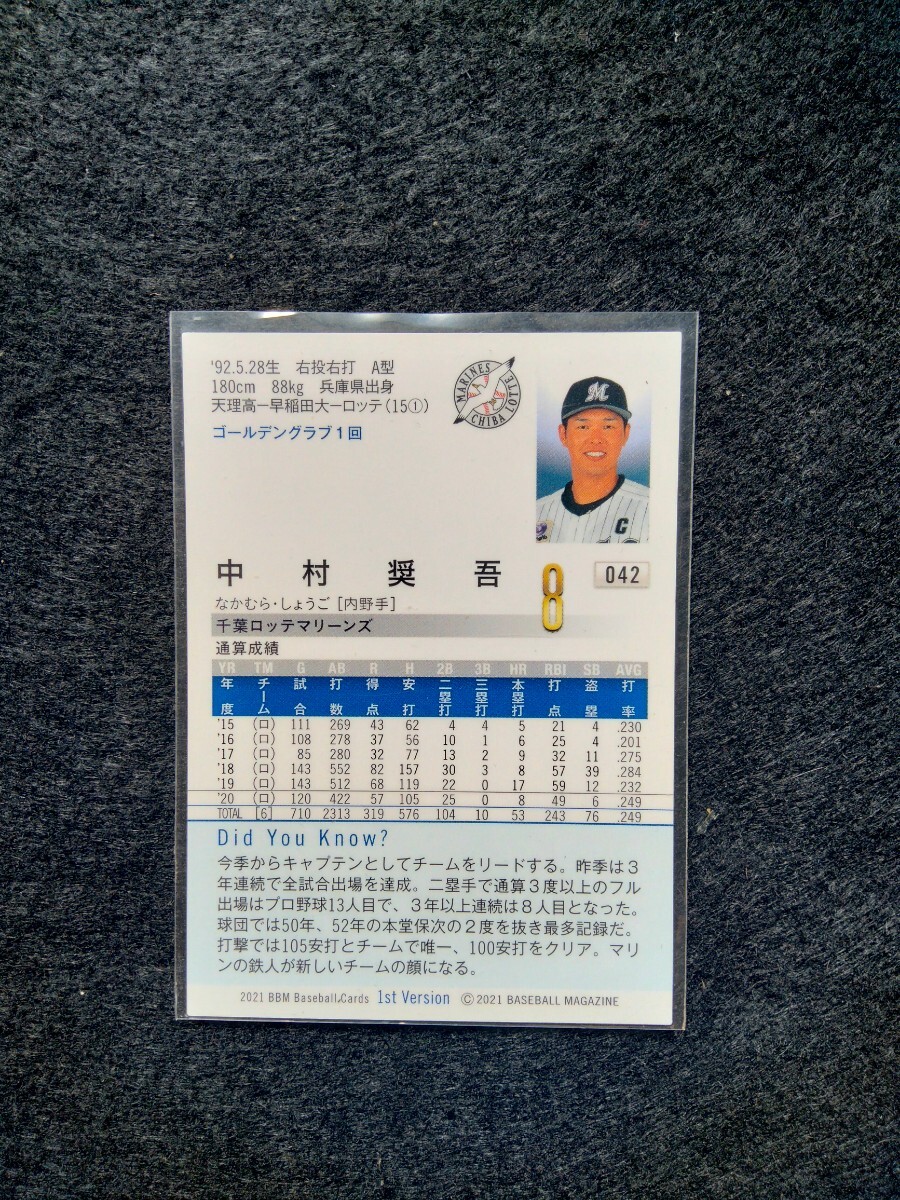 '92.5.28生 右投右打 A型
180cm 88kg 兵庫県出身
天理高ー早稲田大ーロッテ(15①)
ゴールデングラブ1回
MARINES
CHIBA LOTTE
M
C
中村奨吾
8
042
なかむら・しょうご [内野手]
千葉ロッテマリーンズ
通算成績
YR TM G AB R H 2B 3B HR RBI SB AVG
年度 チーム 試合 打数 得点 安打 二塁打 三塁打 本塁打 打点 盗塁 打率
'15 (ロ) 111 269 43 62 4 4 5 21 4 .230
'16 (ロ) 108 278 37 56 10 1 6 25 4 .201
'17 (ロ) 85 280 32 77 13 2 9 32 11 .275
'18 (ロ) 143 552 82 157 30 3 8 57 39 .284
'19 (ロ) 143 512 68 119 22 0 17 59 12 .232
'20 (ロ) 120 422 57 105 25 0 8 49 6 .249
TOTAL [6] 710 2313 319 576 104 10 53 243 76 .249
Did You Know?
今季からキャプテンとしてチームをリードする。昨季は3
年連続で全試合出場を達成。二塁手で通算3度以上のフル
出場はプロ野球13人目で、3年以上連続は8人目となった。
球団では50年、52年の本堂保次の2度を抜き最多記録だ。
打撃では105安打とチームで唯一、100安打をクリア。マリ
ンの鉄人が新しいチームの顔になる。
2021 BBM Baseball Cards 1st Version © 2021 BASEBALL MAGAZINE